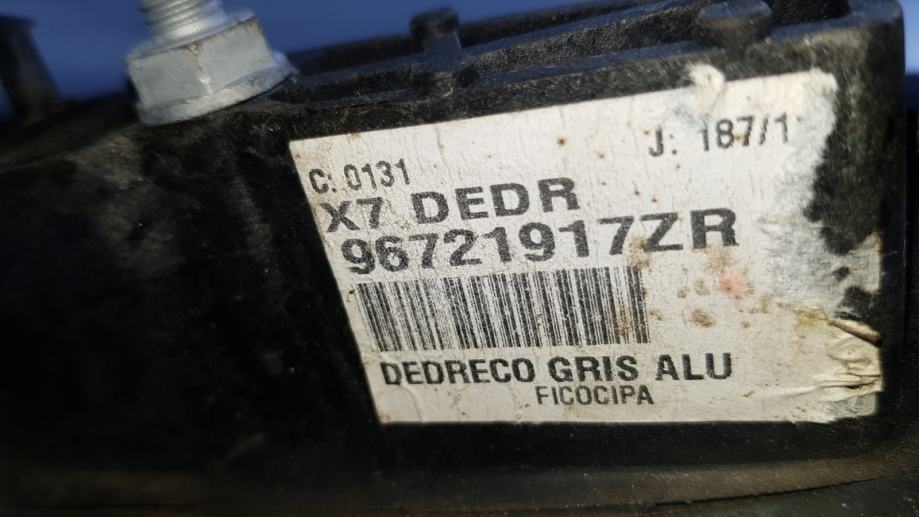 C: 0131 J: 187/1
X7 DEDR
96721917ZR
DEDRECO GRIS ALU
FICOCIPA